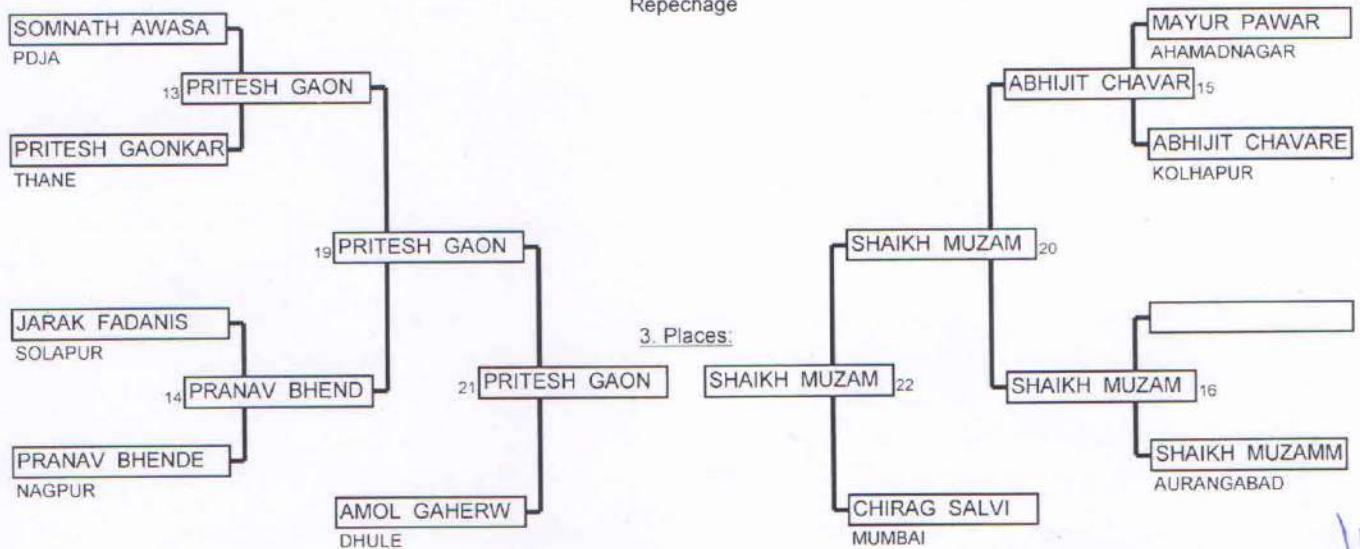 Repechage
SOMNATH AWASA
PDJA
13 PRITESH GAON
PRITESH GAONKAR
THANE
19 PRITESH GAON
JARAK FADANIS
SOLAPUR
14 PRANAV BHEND
PRANAV BHENDE
NAGPUR
21 PRITESH GAON
AMOL GAHERW
DHULE
3. Places:
MAYUR PAWAR
AHAMADNAGAR
ABHIJIT CHAVAR 15
ABHIJIT CHAVARE
KOLHAPUR
SHAIKH MUZAM 20
SHAIKH MUZAM 22
SHAIKH MUZAM 16
SHAIKH MUZAMM
AURANGABAD
CHIRAG SALVI
MUMBAI